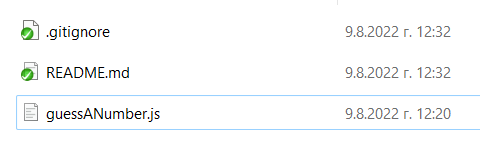 .gitignore 9.8.2022 г. 12:32
README.md 9.8.2022 г. 12:32
guessANumber.js 9.8.2022 г. 12:20